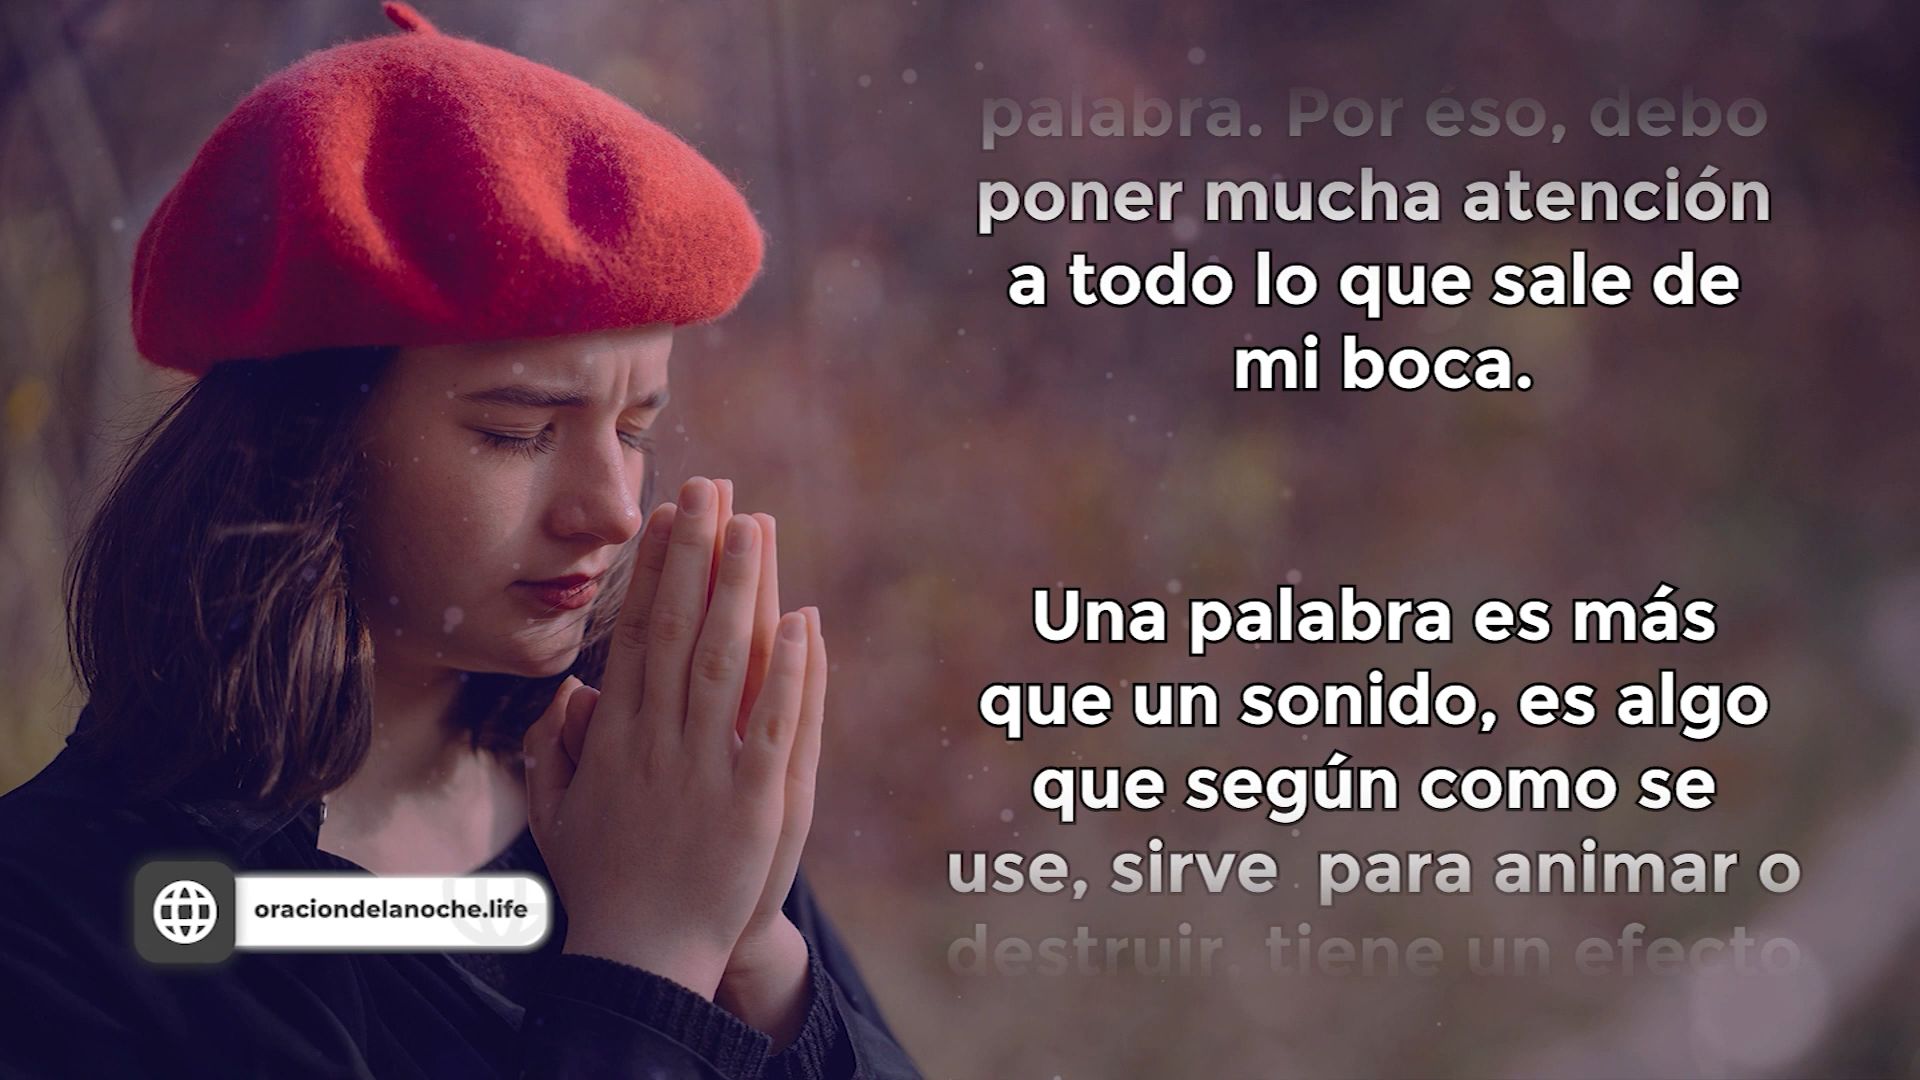 palabra. Por éso, debo
poner mucha atención
a todo lo que sale de
mi boca.
Una palabra es más
que un sonido, es algo
que según como se
use, sirve para animar o
destruir, tiene un efecto
oraciondelanoche.life